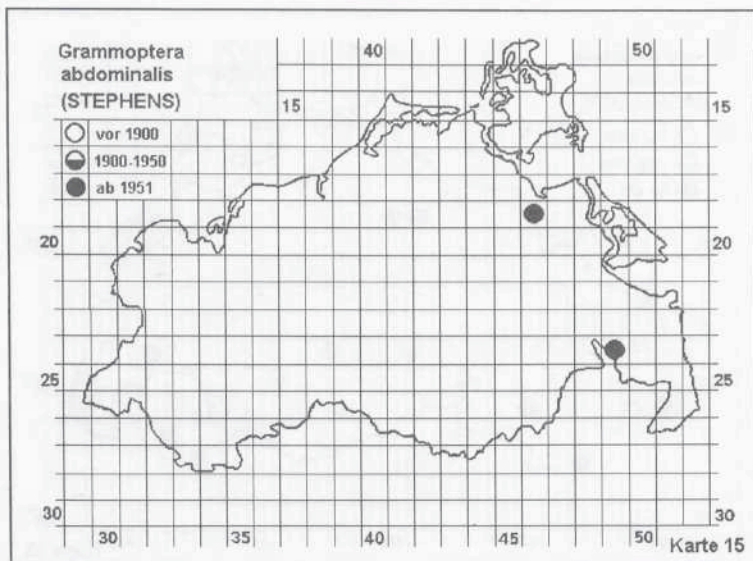 Grammoptera
abdominalis
(STEPHENS)
vor 1900
1900-1950
ab 1951
40 50
15 15
20 20
25 25
30 30
30 35 40 45 50
Karte 15